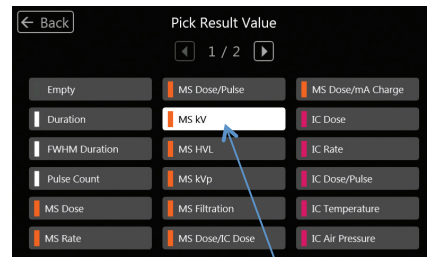 ← Back
Pick Result Value
1 / 2
Empty
MS Dose/Pulse
MS Dose/mA Charge
Duration
MS kV
IC Dose
FWHM Duration
MS HVL
IC Rate
Pulse Count
MS kVp
IC Dose/Pulse
MS Dose
MS Filtration
IC Temperature
MS Rate
MS Dose/IC Dose
IC Air Pressure